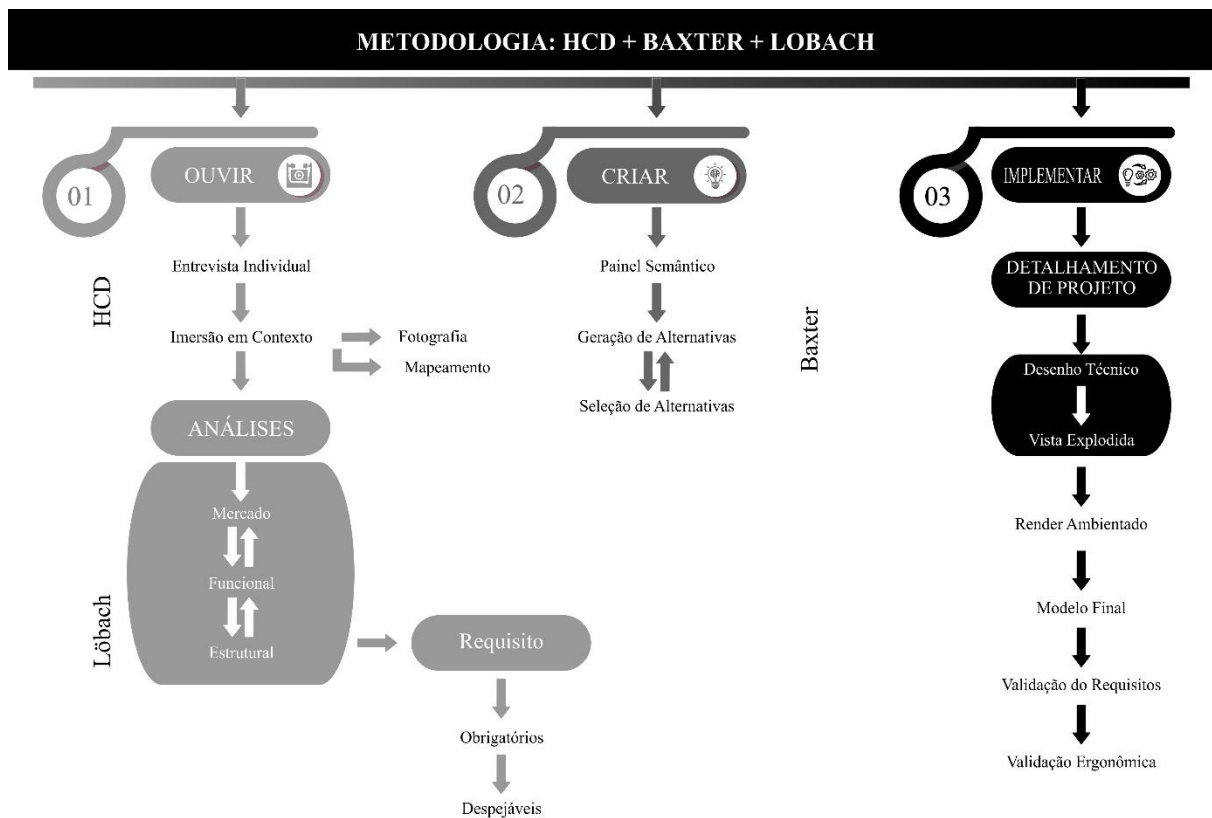 METODOLOGIA: HCD + BAXTER + LOBACH
01
OUVIR
HCD
Entrevista Individual
Imersão em Contexto
Fotografia
Mapeamento
ANÁLISES
Löbach
Mercado
Funcional
Estrutural
Requisito
Obrigatórios
Despejáveis
02
CRIAR
Painel Semântico
Geração de Alternativas
Seleção de Alternativas
Baxter
03
IMPLEMENTAR
DETALHAMENTO
DE PROJETO
Desenho Técnico
Vista Explodida
Render Ambientado
Modelo Final
Validação do Requisitos
Validação Ergonômica